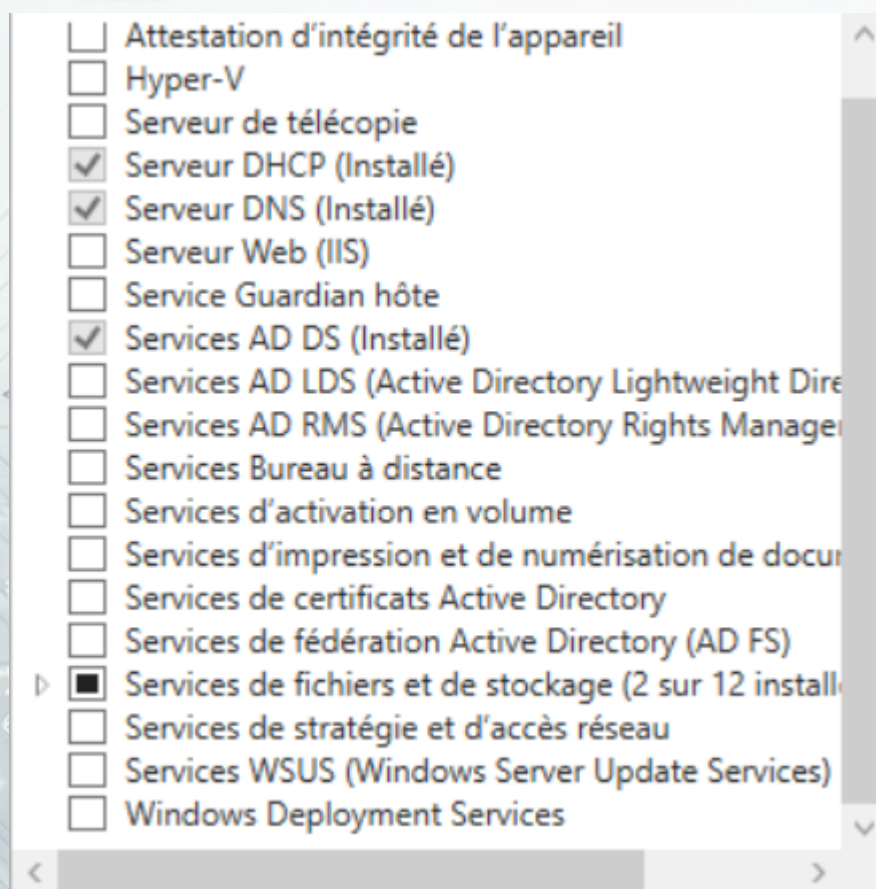 Attestation d'intégrité de l'appareil
Hyper-V
Serveur de télécopie
Serveur DHCP (Installé)
Serveur DNS (Installé)
Serveur Web (IIS)
Service Guardian hôte
Services AD DS (Installé)
Services AD LDS (Active Directory Lightweight Dire
Services AD RMS (Active Directory Rights Manage
Services Bureau à distance
Services d'activation en volume
Services d'impression et de numérisation de docu
Services de certificats Active Directory
Services de fédération Active Directory (AD FS)
Services de fichiers et de stockage (2 sur 12 install
Services de stratégie et d'accès réseau
Services WSUS (Windows Server Update Services)
Windows Deployment Services